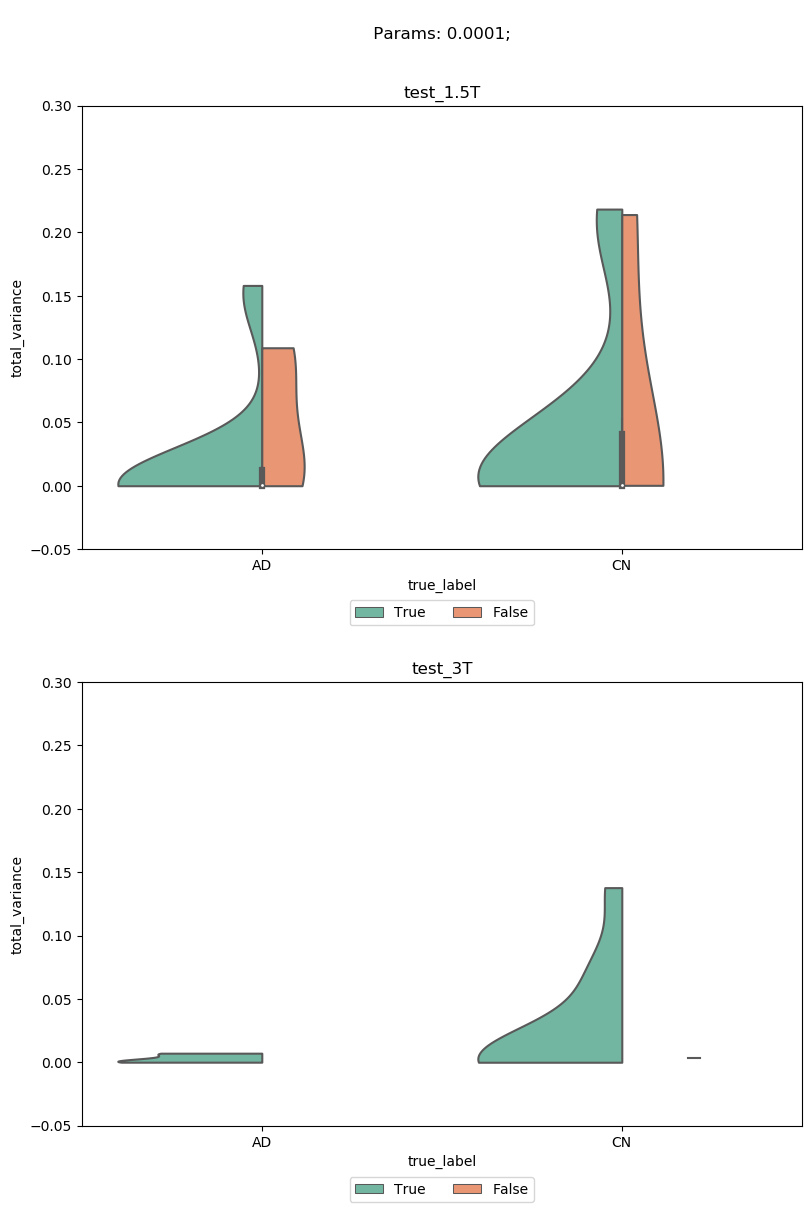 Params: 0.0001;
test_1.5T
0.30
0.25
0.20
0.15
0.10
0.05
0.00
−0.05
total_variance
AD CN
true_label
True False
test_3T
0.30
0.25
0.20
0.15
0.10
0.05
0.00
−0.05
total_variance
AD CN
true_label
True False